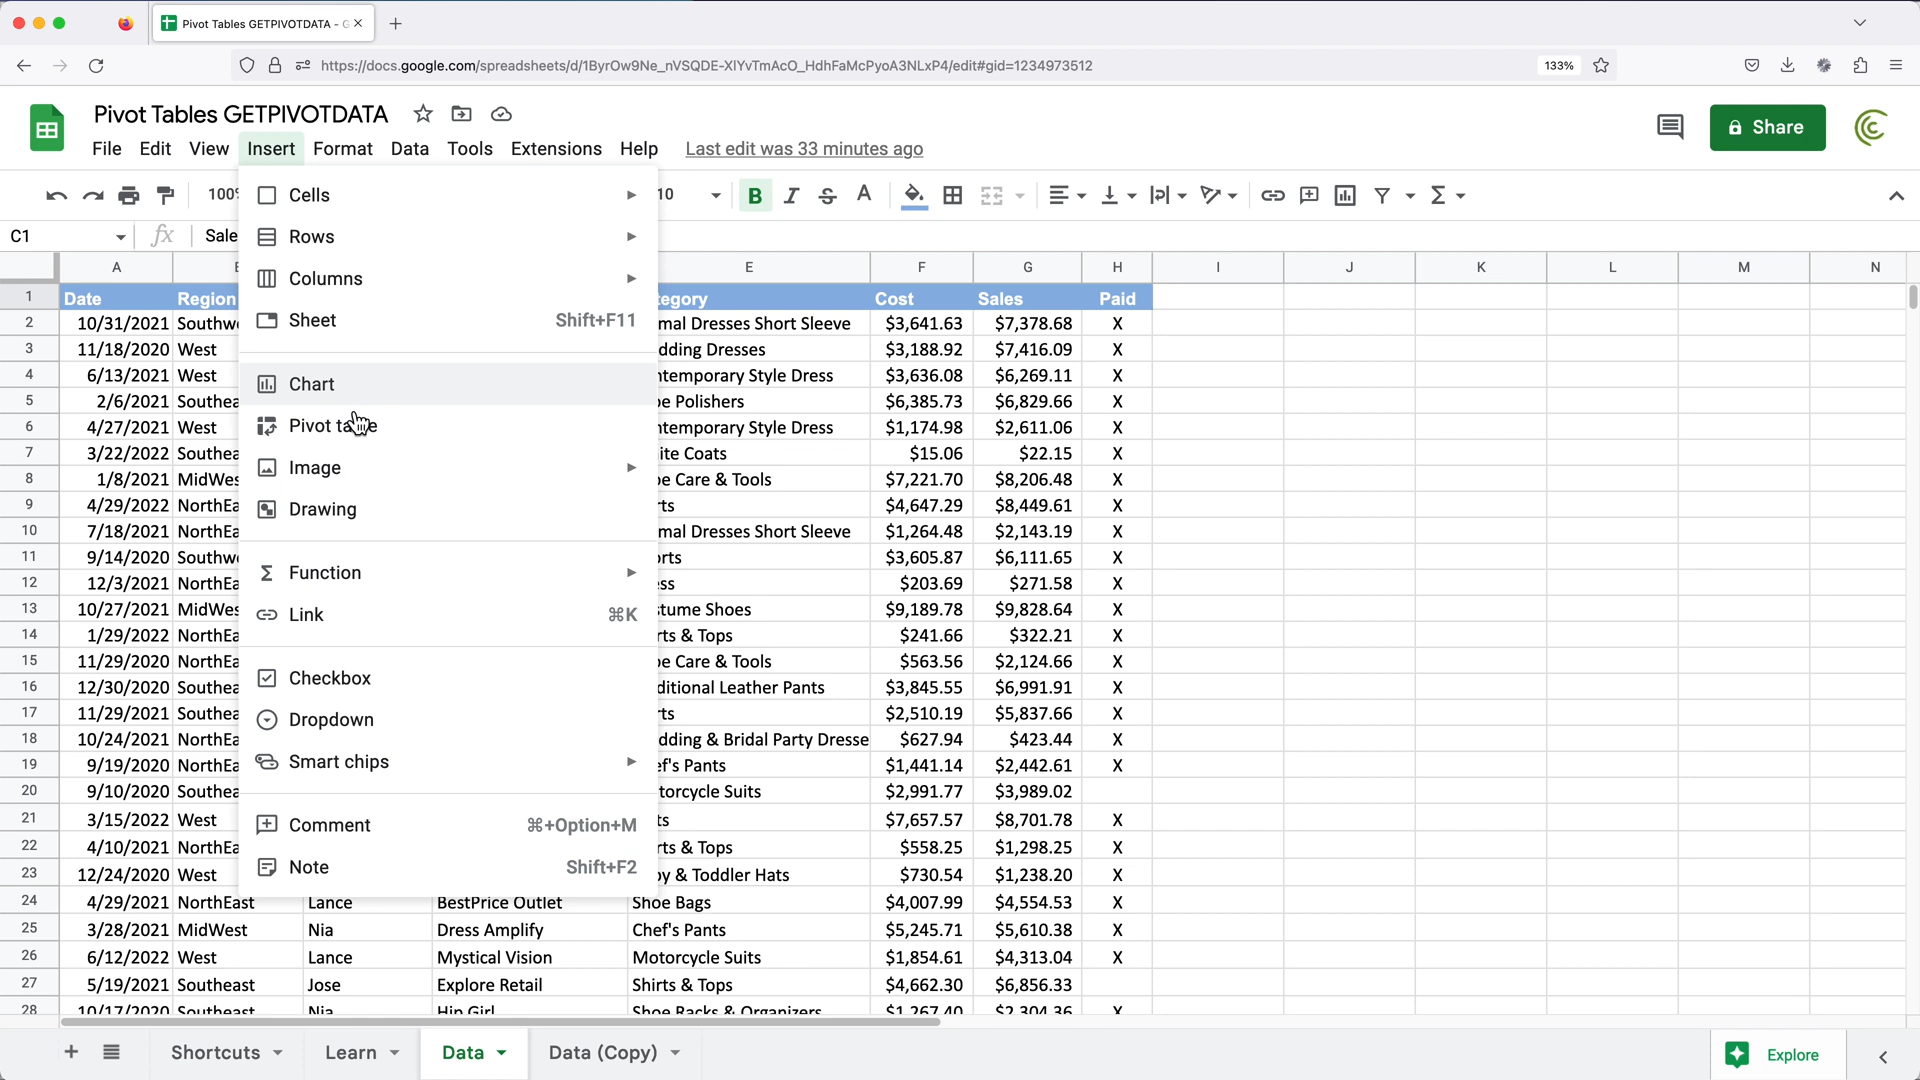 Pivot Tables GETPIVOTDATA - G
https://docs.google.com/spreadsheets/d/1ByrOw9Ne_nVSQDE-XIYvTmAcO_HdhFaMcPyoA3NLxP4/edit#gid=1234973512
133%
Pivot Tables GETPIVOTDATA
Share
File Edit View Insert Format Data Tools Extensions Help Last edit was 33 minutes ago
100% 10 B
C1 fx Sale
Cells
Rows
Columns
Sheet Shift+F11
Chart
Pivot table
Image
Drawing
Function
Link ⌘K
Checkbox
Dropdown
Smart chips
Comment ⌘+Option+M
Note Shift+F2
A E F G H I J K L M N
1 Date Region tegory Cost Sales Paid
2 10/31/2021 Southwe mal Dresses Short Sleeve $3,641.63 $7,378.68 X
3 11/18/2020 West dding Dresses $3,188.92 $7,416.09 X
4 6/13/2021 West ntemporary Style Dress $3,636.08 $6,269.11 X
5 2/6/2021 Southea oe Polishers $6,385.73 $6,829.66 X
6 4/27/2021 West ntemporary Style Dress $1,174.98 $2,611.06 X
7 3/22/2022 Southea ite Coats $15.06 $22.15 X
8 1/8/2021 MidWes oe Care & Tools $7,221.70 $8,206.48 X
9 4/29/2022 NorthEa rts $4,647.29 $8,449.61 X
10 7/18/2021 NorthEa mal Dresses Short Sleeve $1,264.48 $2,143.19 X
11 9/14/2020 Southwe orts $3,605.87 $6,111.65 X
12 12/3/2021 NorthEa ss $203.69 $271.58 X
13 10/27/2021 MidWes stume Shoes $9,189.78 $9,828.64 X
14 1/29/2022 NorthEa rts & Tops $241.66 $322.21 X
15 11/29/2020 NorthEa oe Care & Tools $563.56 $2,124.66 X
16 12/30/2020 Southea ditional Leather Pants $3,845.55 $6,991.91 X
17 11/29/2021 Southea rts $2,510.19 $5,837.66 X
18 10/24/2021 NorthEa dding & Bridal Party Dresse $627.94 $423.44 X
19 9/19/2020 NorthEa ef's Pants $1,441.14 $2,442.61 X
20 9/10/2020 Southea torcycle Suits $2,991.77 $3,989.02
21 3/15/2022 West ts $7,657.57 $8,701.78 X
22 4/10/2021 NorthEa rts & Tops $558.25 $1,298.25 X
23 12/24/2020 West by & Toddler Hats $730.54 $1,238.20 X
24 4/29/2021 NorthEast Lance BestPrice Outlet Shoe Bags $4,007.99 $4,554.53 X
25 3/28/2021 MidWest Nia Dress Amplify Chef's Pants $5,245.71 $5,610.38 X
26 6/12/2022 West Lance Mystical Vision Motorcycle Suits $1,854.61 $4,313.04 X
27 5/19/2021 Southeast Jose Explore Retail Shirts & Tops $4,662.30 $6,856.33
28 10/17/2020 Southeast Nia Hip Girl Shoe Racks & Organizers $1,267.40 $2,304.36 X
Shortcuts Learn Data Data (Copy) Explore